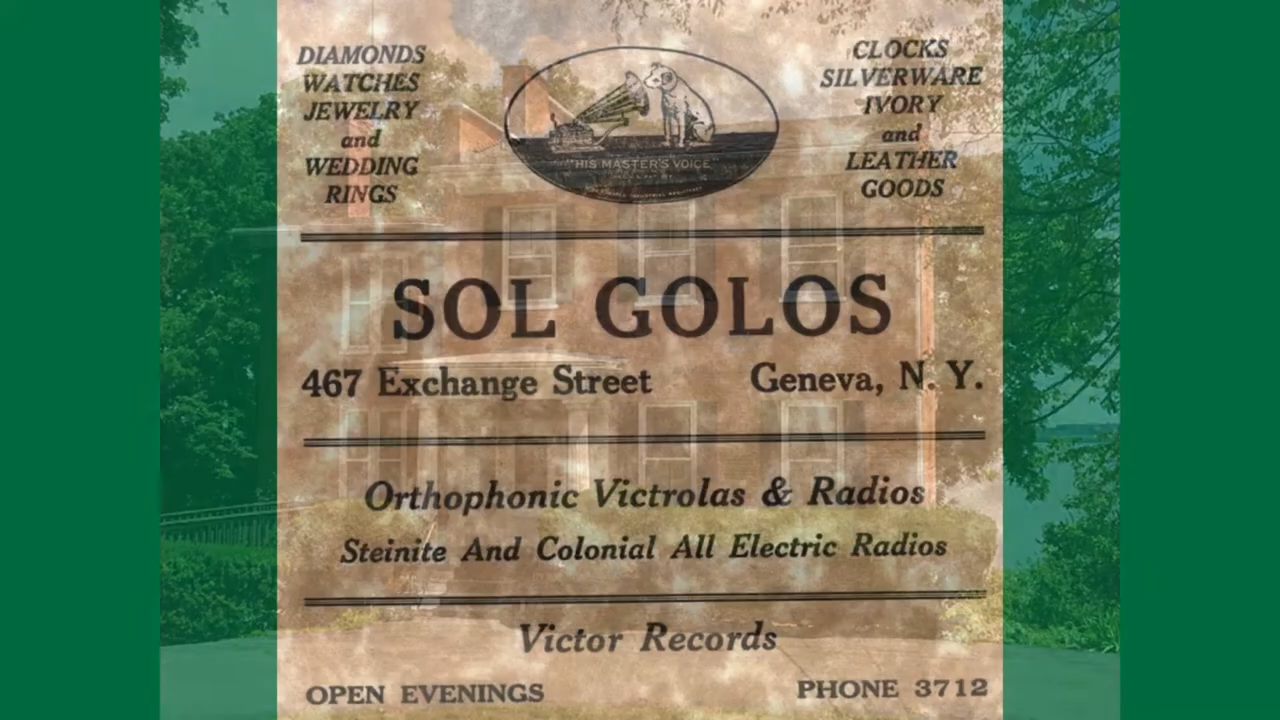 DIAMONDS
WATCHES
JEWELRY
and
WEDDING
RINGS
"HIS MASTER'S VOICE"
CLOCKS
SILVERWARE
IVORY
and
LEATHER
GOODS
SOL GOLOS
467 Exchange Street Geneva, N. Y.
Orthophonic Victrolas & Radios
Steinite And Colonial All Electric Radios
Victor Records
OPEN EVENINGS PHONE 3712